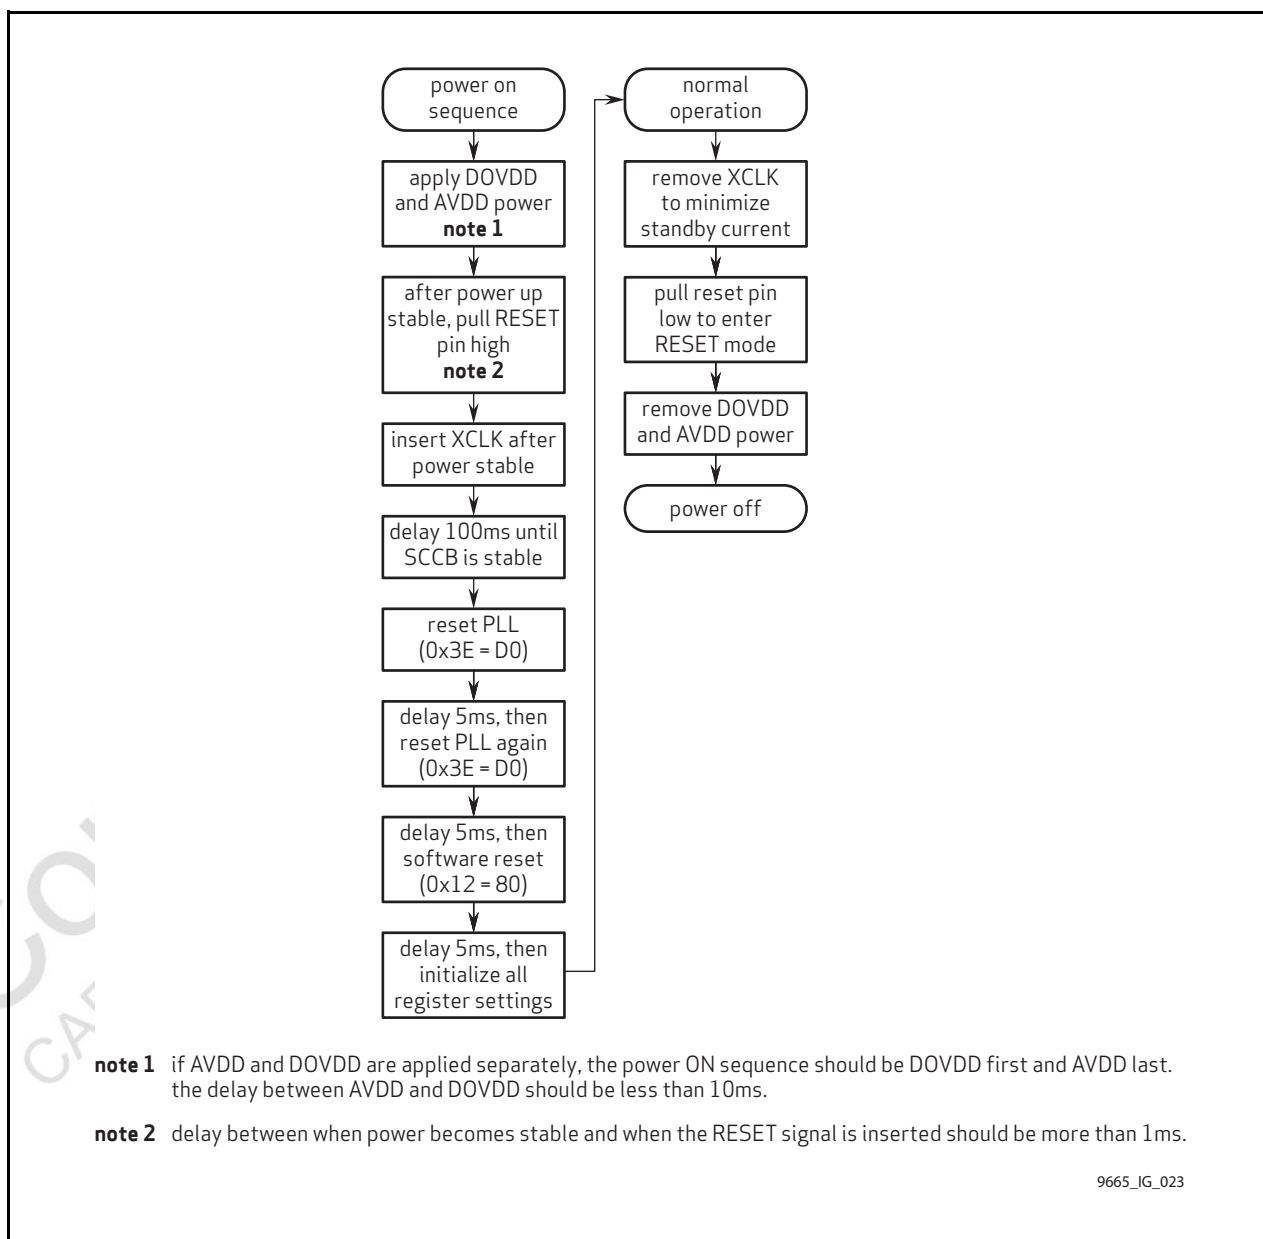 power on
sequence
apply DOVDD
and AVDD power
note 1
after power up
stable, pull RESET
pin high
note 2
insert XCLK after
power stable
delay 100ms until
SCCB is stable
reset PLL
(0x3E = D0)
delay 5ms, then
reset PLL again
(0x3E = D0)
delay 5ms, then
software reset
(0x12 = 80)
delay 5ms, then
initialize all
register settings
normal
operation
remove XCLK
to minimize
standby current
pull reset pin
low to enter
RESET mode
remove DOVDD
and AVDD power
power off
note 1 if AVDD and DOVDD are applied separately, the power ON sequence should be DOVDD first and AVDD last.
the delay between AVDD and DOVDD should be less than 10ms.
note 2 delay between when power becomes stable and when the RESET signal is inserted should be more than 1ms.
9665_IG_023